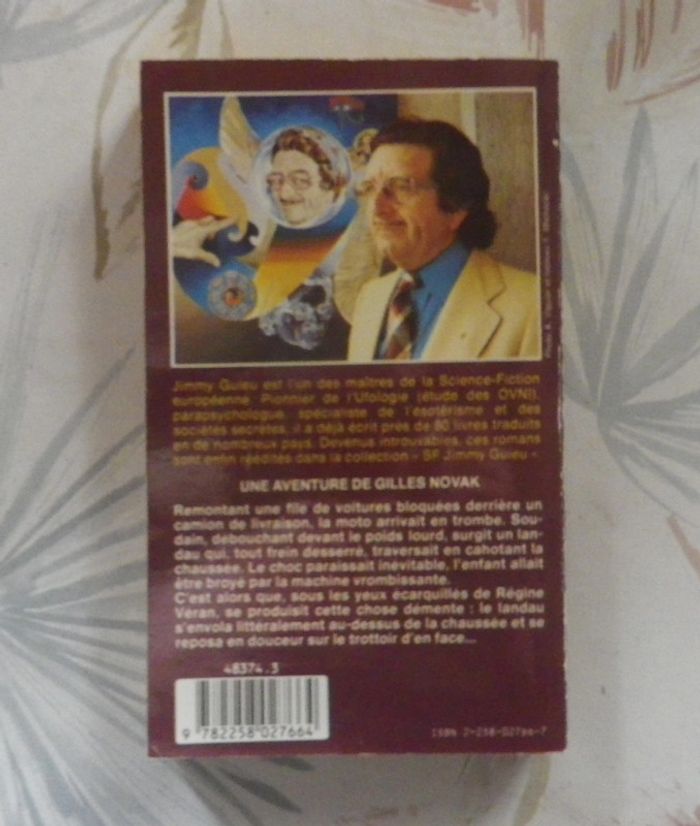 Jimmy Guieu est l'un des maîtres de la Science-Fiction
européenne. Pionnier de l'Ufologie (étude des OVNI),
parapsychologue, spécialiste de l'ésotérisme et des
sociétés secrètes, il a déjà écrit près de 80 livres traduits
en de nombreux pays. Devenus introuvables, ces romans
sont enfin réédités dans la collection « SF Jimmy Guieu ».
UNE AVENTURE DE GILLES NOVAK
Remontant une file de voitures bloquées derrière un
camion de livraison, la moto arrivait en trombe. Sou-
dain, debouchant devant le poids lourd, surgit un lan-
dau qui, tout frein desserré, traversait en cahotant la
chaussée. Le choc paraissait inévitable, l'enfant allait
être broyé par la machine vrombissante.
C'est alors que, sous les yeux écarquillés de Régine
Véran, se produisit cette chose démente : le landau
s'envola littéralement au-dessus de la chaussée et se
reposa en douceur sur le trottoir d'en face...
48374.3
9 782258 027664
ISBN 2-258-02766-7